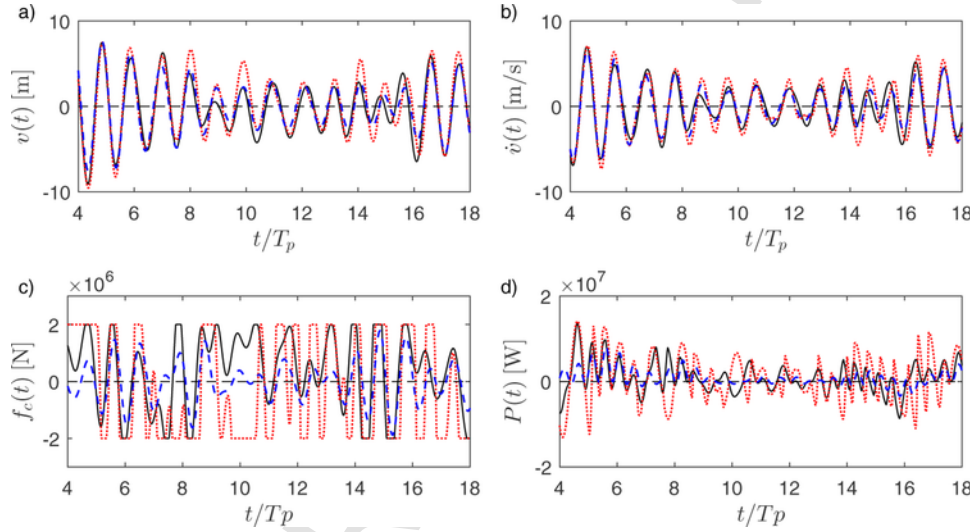 a)
10
0
-10
v(t) [m]
4 6 8 10 12 14 16 18
t/T_p
b)
10
0
-10
v̇(t) [m/s]
4 6 8 10 12 14 16 18
t/T_p
c)
×10^6
2
0
-2
f_c(t) [N]
4 6 8 10 12 14 16 18
t/Tp
d)
×10^7
2
0
-2
P(t) [W]
4 6 8 10 12 14 16 18
t/T_p